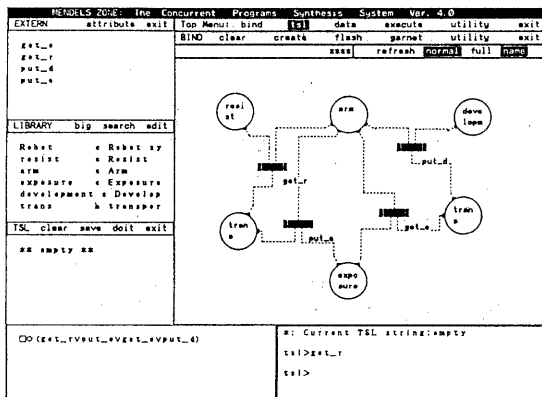 MENDELS ZONE: The Concurrent Programs Synthesis System Ver. 4.0
EXTERN attribute exit
get_e
get_r
put_d
put_e
Top Menu: bind tsl data execute utility exit
BIND clear create flash garnet utility exit
**** refresh normal full name
LIBRARY big search edit
Robot c Robot sy
resist c Resist
arm c Arm
exposure c Exposure
development c Develop
trans h transper
TSL clear save doit exit
** empty **
resi
st
arm
deve
lopm
get_r
put_d
tran
s
put_e
get_e
tran
s
expo
sure
□○(get_r∨put_e∨get_e∨put_d)
*: Current TSL string:empty
tsl>get_r
tsl>